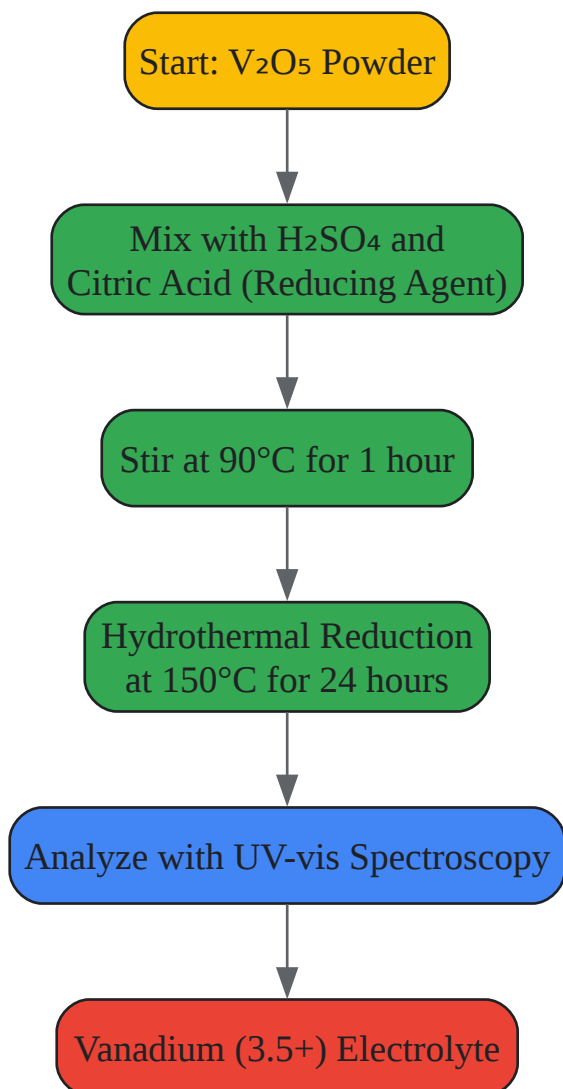 Start: V₂O₅ Powder
Mix with H₂SO₄ and
Citric Acid (Reducing Agent)
Stir at 90°C for 1 hour
Hydrothermal Reduction
at 150°C for 24 hours
Analyze with UV-vis Spectroscopy
Vanadium (3.5+) Electrolyte